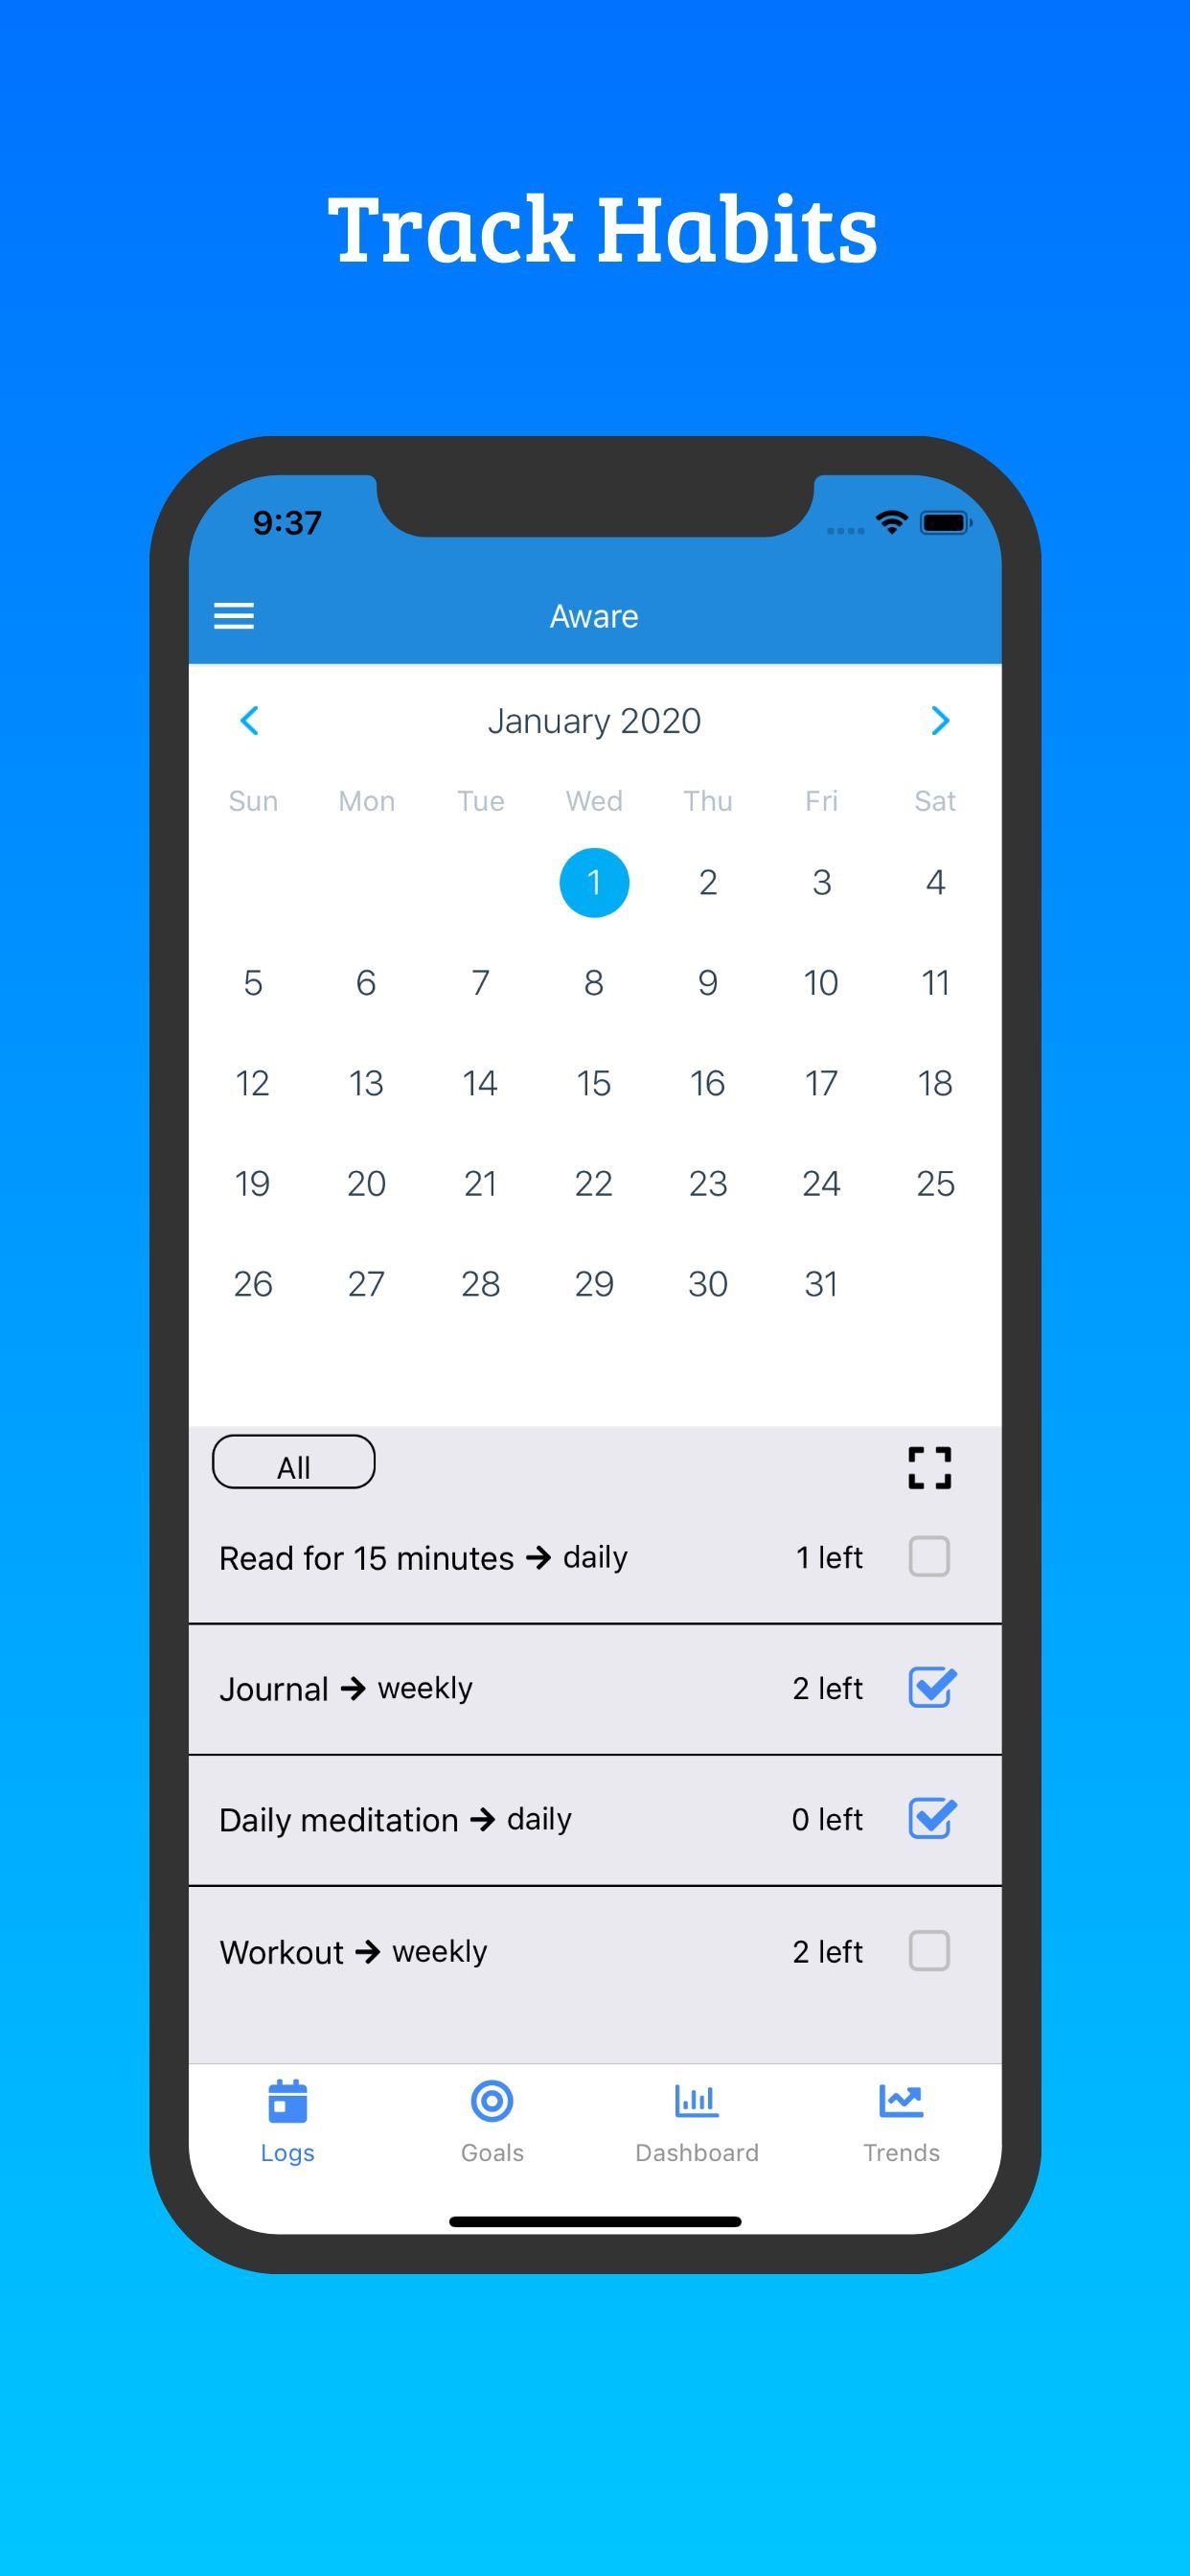 Track Habits
9:37
Aware
January 2020
Sun Mon Tue Wed Thu Fri Sat
1 2 3 4
5 6 7 8 9 10 11
12 13 14 15 16 17 18
19 20 21 22 23 24 25
26 27 28 29 30 31
All
Read for 15 minutes → daily 1 left
Journal → weekly 2 left
Daily meditation → daily 0 left
Workout → weekly 2 left
Logs Goals Dashboard Trends